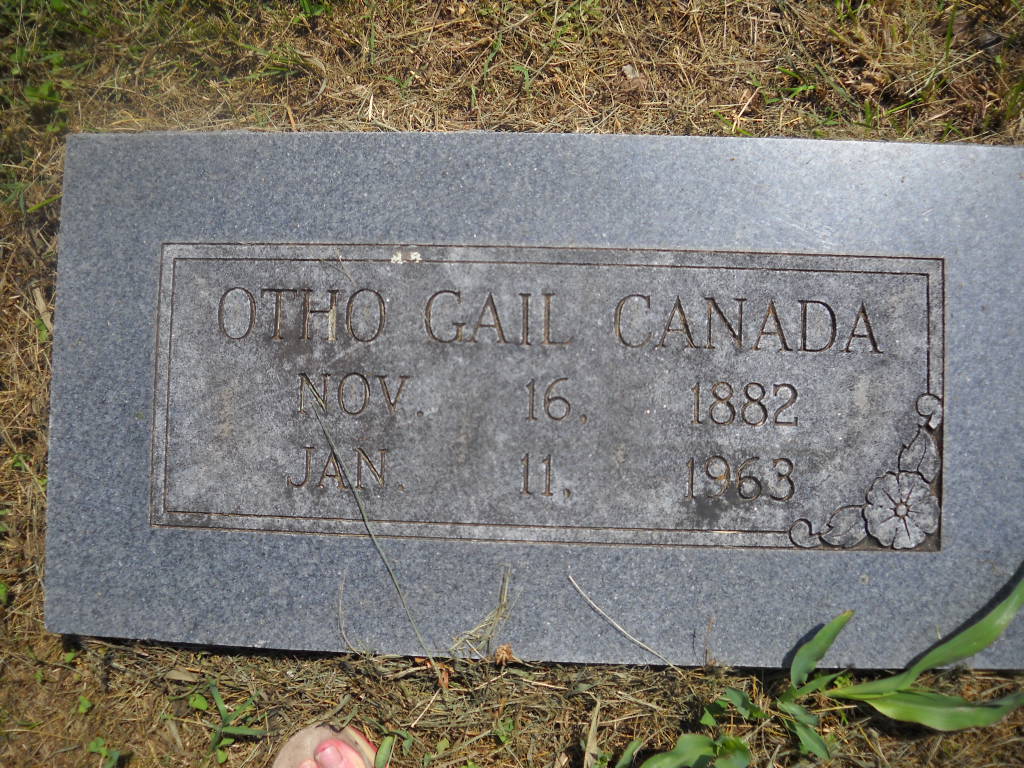 OTHO GAIL CANADA
NOV. 16, 1882
JAN. 11, 1963